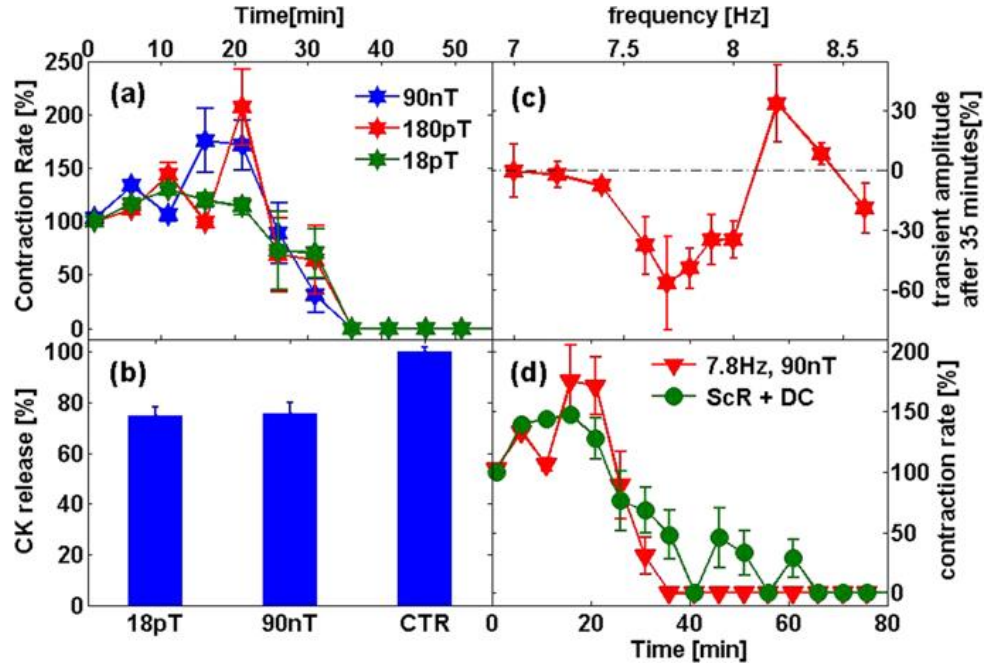 Time[min]
0 10 20 30 40 50
frequency [Hz]
7 7.5 8 8.5
Contraction Rate [%]
250
200
150
100
50
0
(a)
90nT
180pT
18pT
(c)
30
0
-30
-60
transient amplitude
after 35 minutes[%]
CK release [%]
100
80
60
40
20
0
(b)
18pT 90nT CTR
(d)
7.8Hz, 90nT
ScR + DC
200
150
100
50
0
contraction rate [%]
0 20 40 60 80
Time [min]